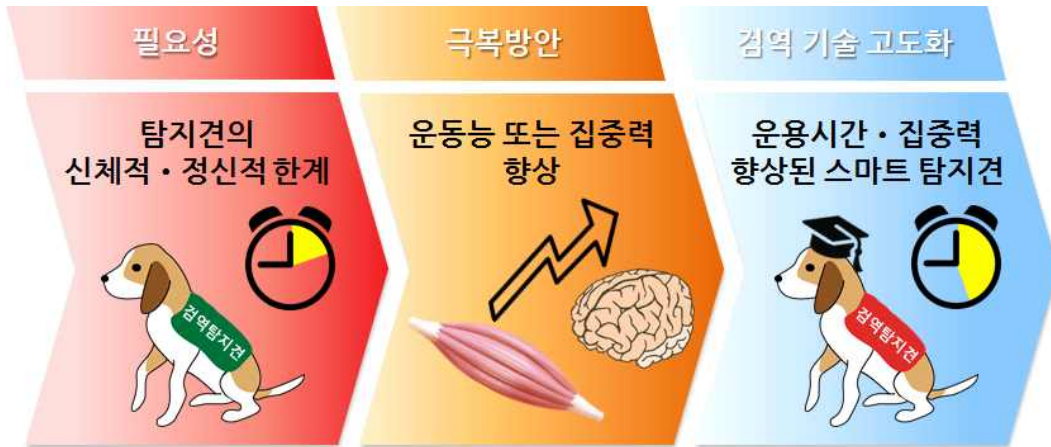 필요성
탐지견의
신체적・정신적 한계
검역탐지견
극복방안
운동능 또는 집중력
향상
검역 기술 고도화
운용시간・집중력
향상된 스마트 탐지견
검역탐지견